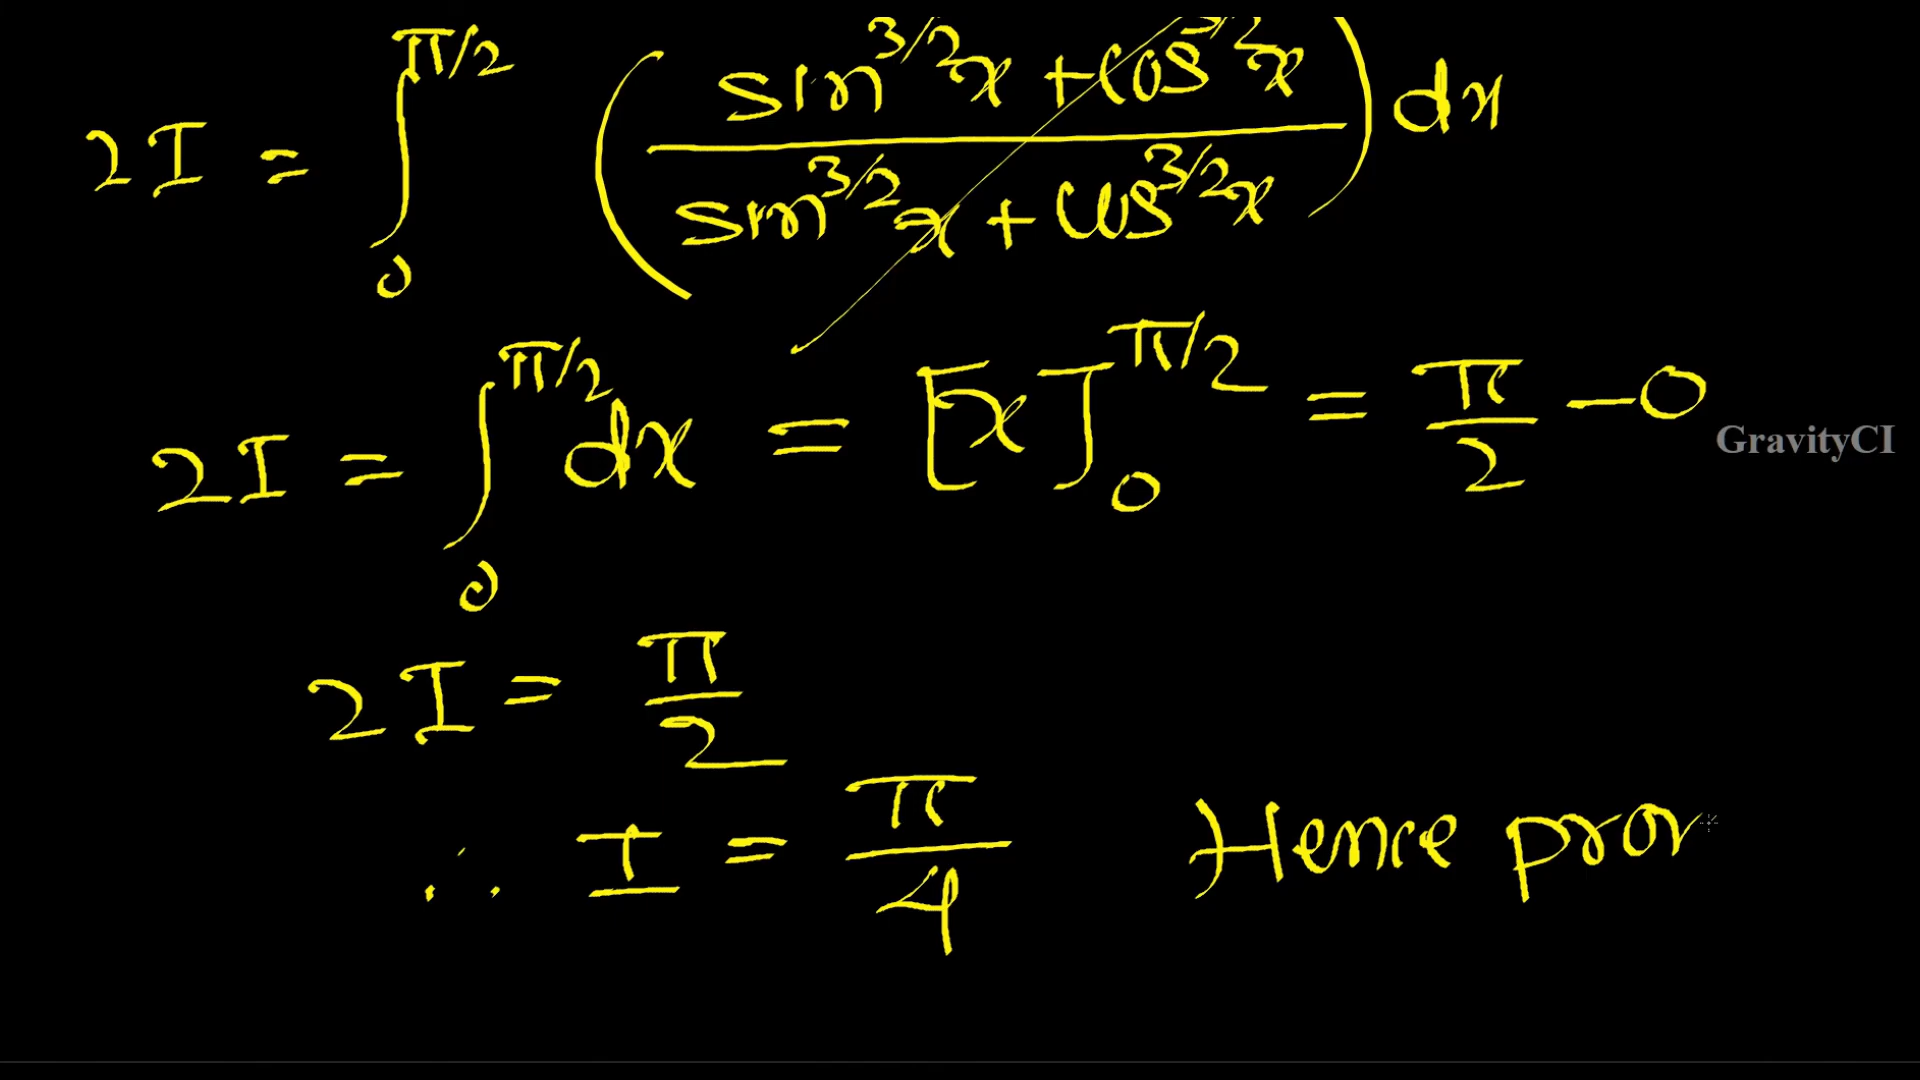 2I = ∫₀^{π/2} ( (sin^{3/2}x + cos^{3/2}x) / (sin^{3/2}x + cos^{3/2}x) ) dx
2I = ∫₀^{π/2} dx = [x]₀^{π/2} = π/2 - 0
GravityCI
2I = π/2
∴ I = π/4 Hence prov